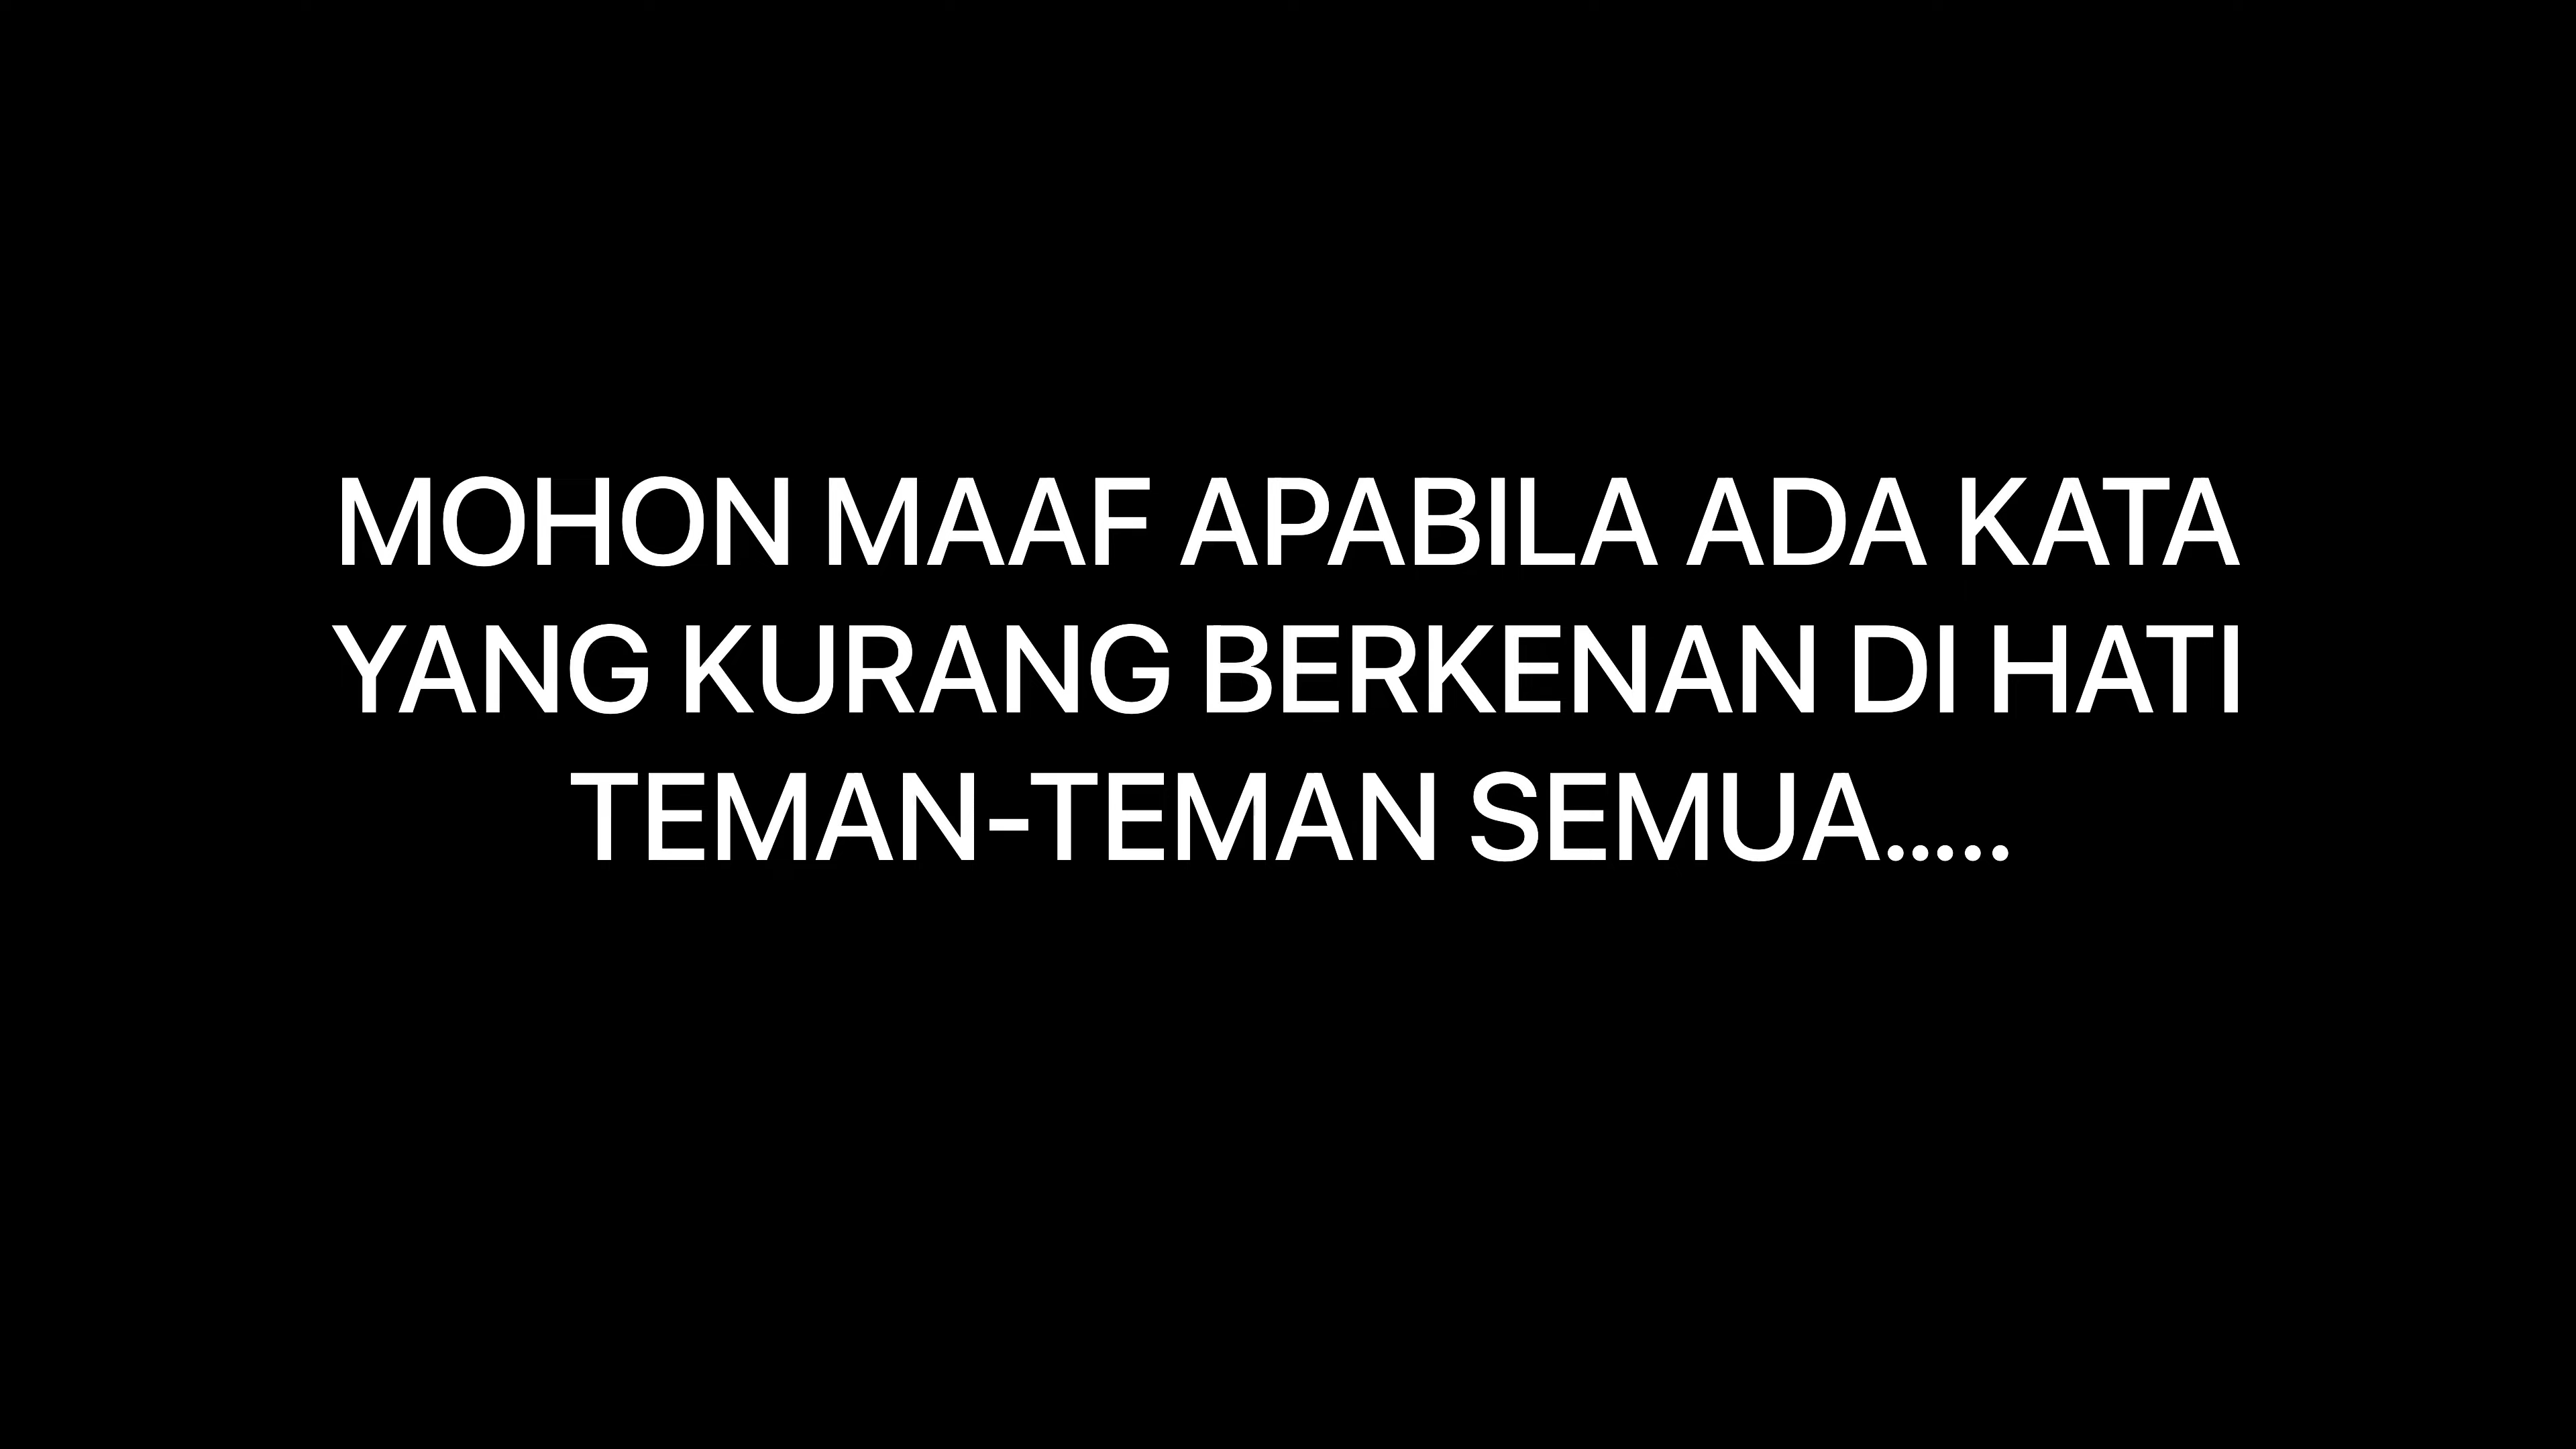 MOHON MAAF APABILA ADA KATA
YANG KURANG BERKENAN DI HATI
TEMAN-TEMAN SEMUA.....